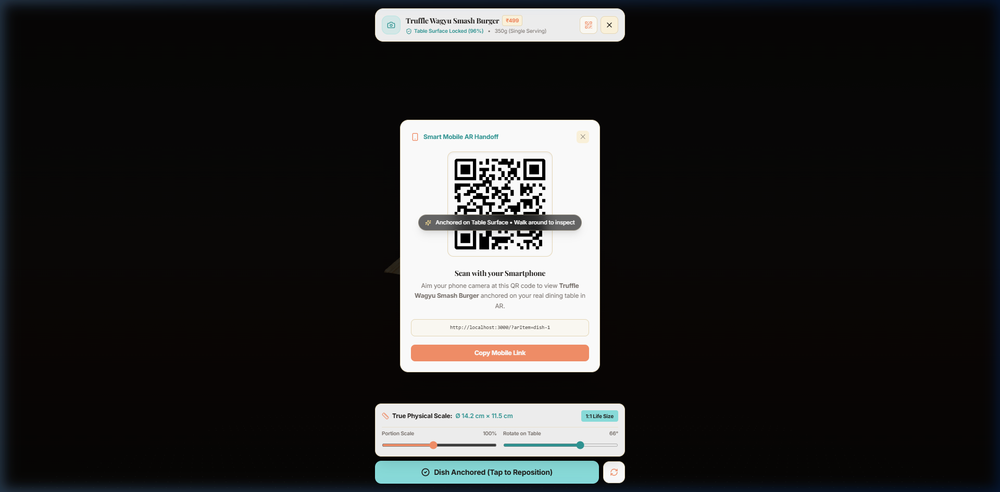 Truffle Wagyu Smash Burger ₹499
Table Surface Locked (96%) • 350g (Single Serving)
Smart Mobile AR Handoff
Anchored on Table Surface • Walk around to inspect
Scan with your Smartphone
Aim your phone camera at this QR code to view Truffle
Wagyu Smash Burger anchored on your real dining table in
AR.
http://localhost:3000/?arItem=dish-1
Copy Mobile Link
True Physical Scale: Ø 14.2 cm × 11.5 cm 1:1 Life Size
Portion Scale 100% Rotate on Table 66°
Dish Anchored (Tap to Reposition)